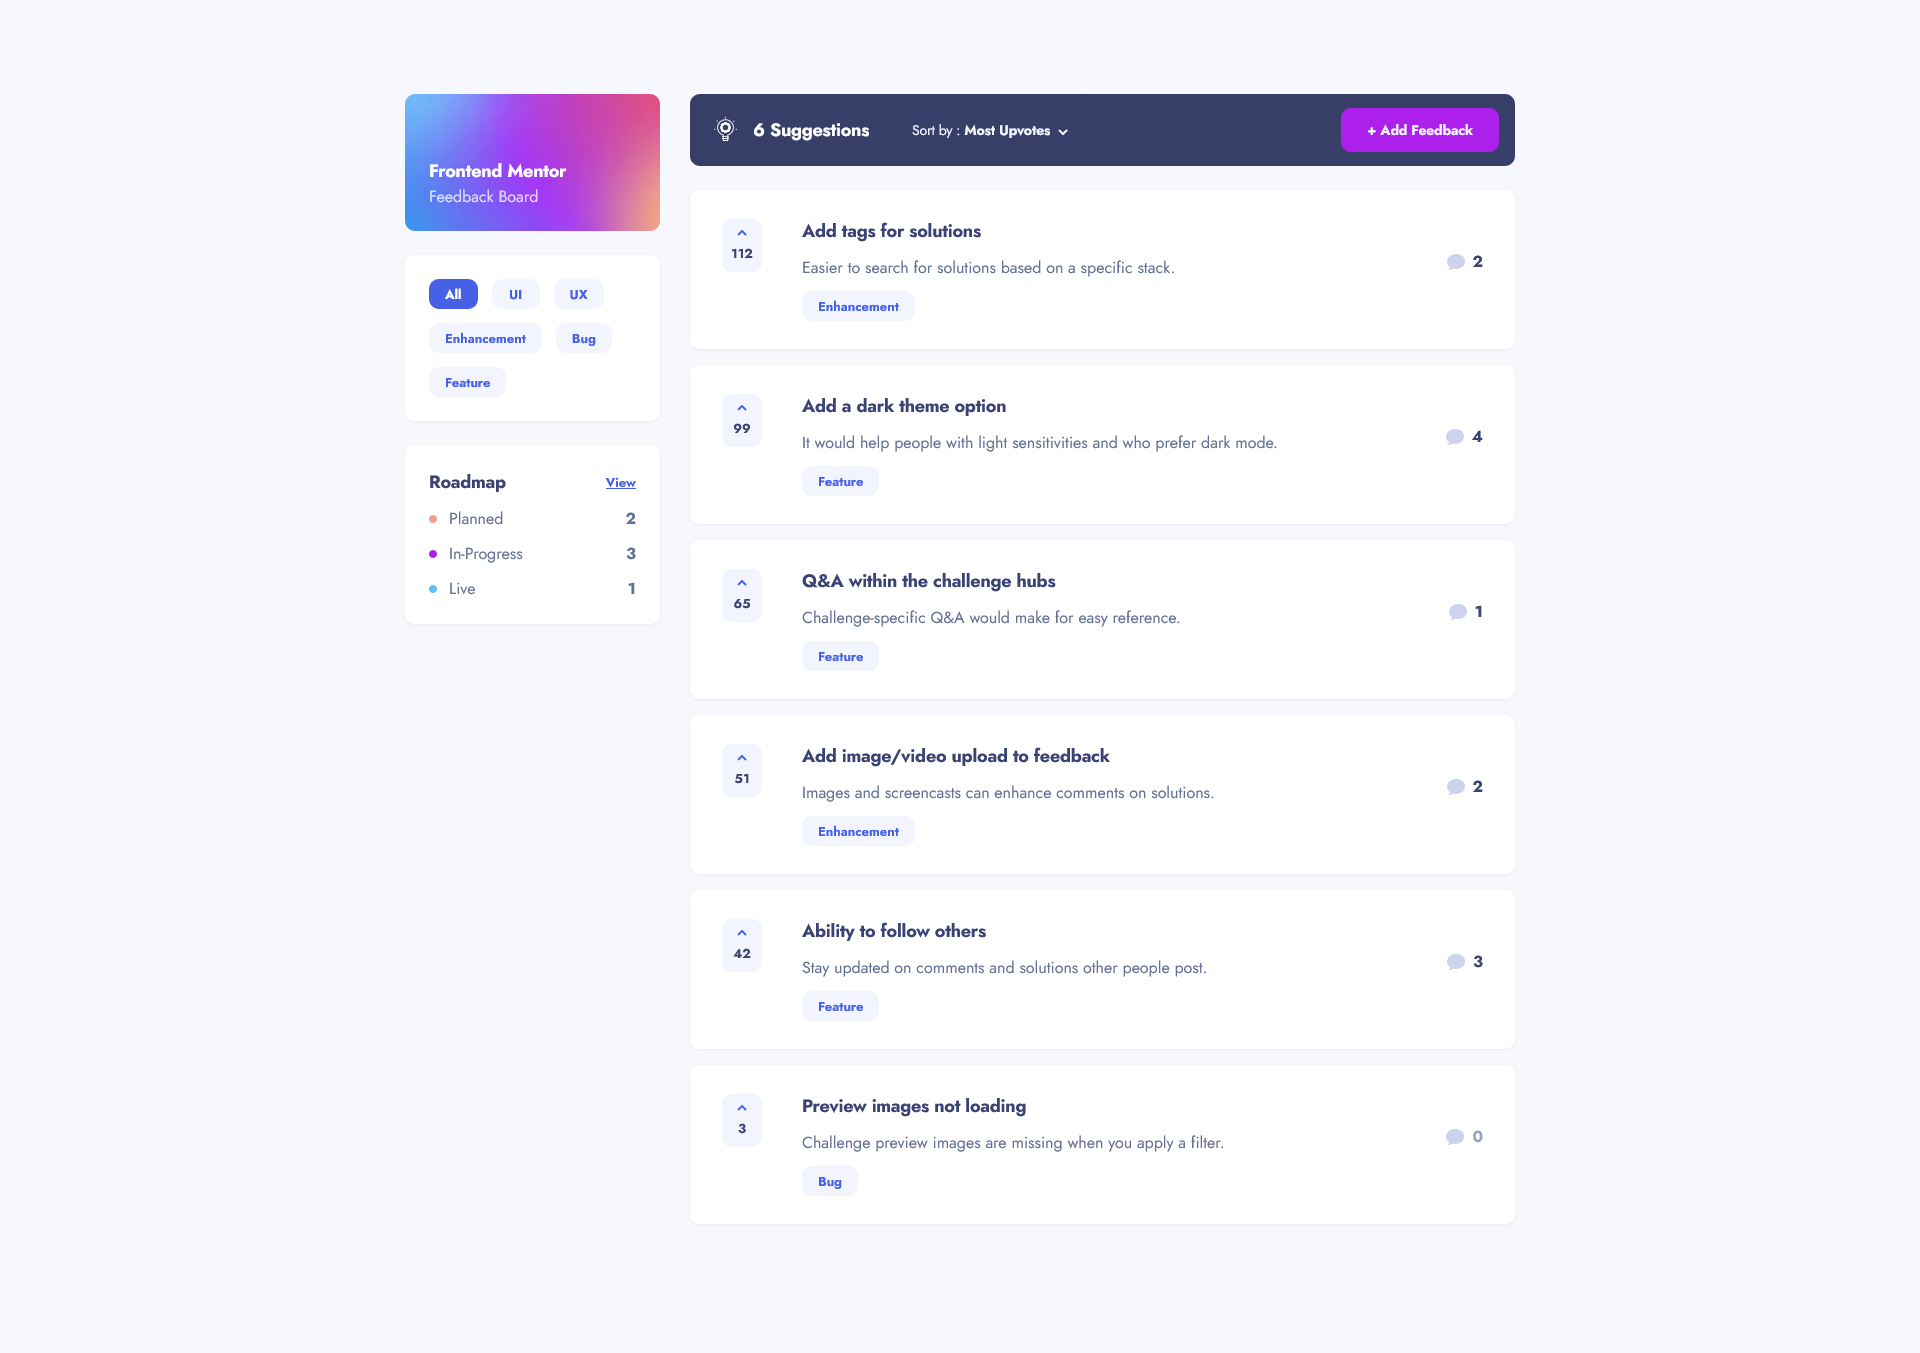 Frontend Mentor
Feedback Board
All UI UX
Enhancement Bug
Feature
Roadmap View
Planned 2
In-Progress 3
Live 1
6 Suggestions Sort by : Most Upvotes + Add Feedback
112
Add tags for solutions
Easier to search for solutions based on a specific stack.
Enhancement
2
99
Add a dark theme option
It would help people with light sensitivities and who prefer dark mode.
Feature
4
65
Q&A within the challenge hubs
Challenge-specific Q&A would make for easy reference.
Feature
1
51
Add image/video upload to feedback
Images and screencasts can enhance comments on solutions.
Enhancement
2
42
Ability to follow others
Stay updated on comments and solutions other people post.
Feature
3
3
Preview images not loading
Challenge preview images are missing when you apply a filter.
Bug
0